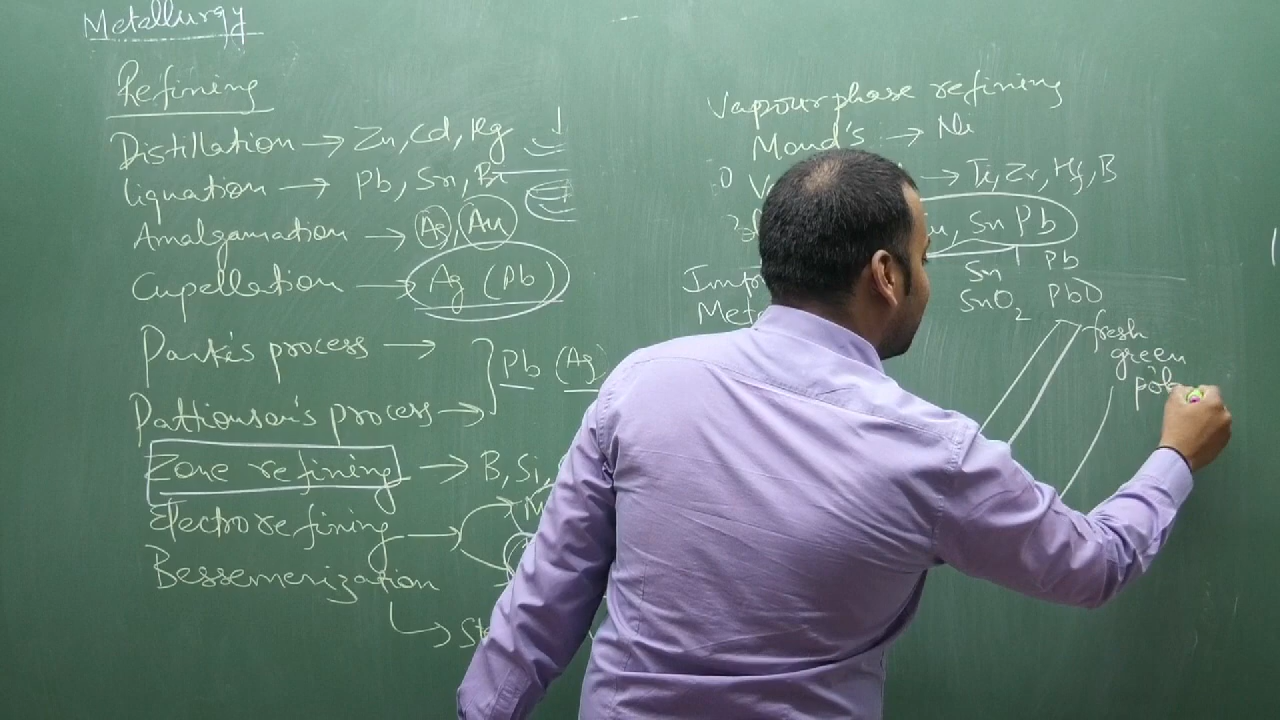 Metallurgy
Refining
Distillation → Zn, Cd, Hg
Liquation → Pb, Sn, Bi
Amalgamation → Ag, Au
Cupellation → Ag (Pb)
Parke's process →
Pattionson's process → Pb (Ag)
Zone refining → B, Si,
Electrorefining →
Bessemerization
Vapour phase refining
Mond's → Ni
→ Ti, Zr, Hf, B
Sn Pb
Sn Pb
SnO2 PbO
fresh
green